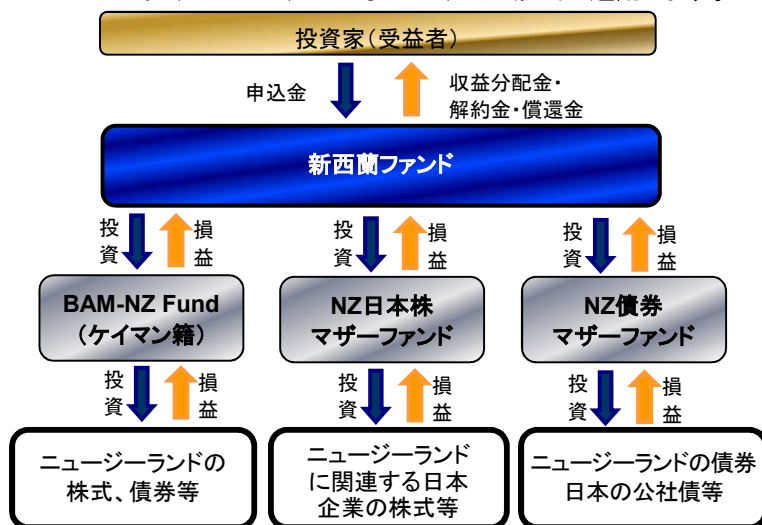 投資家(受益者)
申込金
収益分配金・
解約金・償還金
新西蘭ファンド
投資
損益
投資
損益
投資
損益
BAM-NZ Fund
(ケイマン籍)
NZ日本株
マザーファンド
NZ債券
マザーファンド
投資
損益
投資
損益
投資
損益
ニュージーランドの
株式、債券等
ニュージーランド
に関連する日本
企業の株式等
ニュージーランドの債券
日本の公社債等